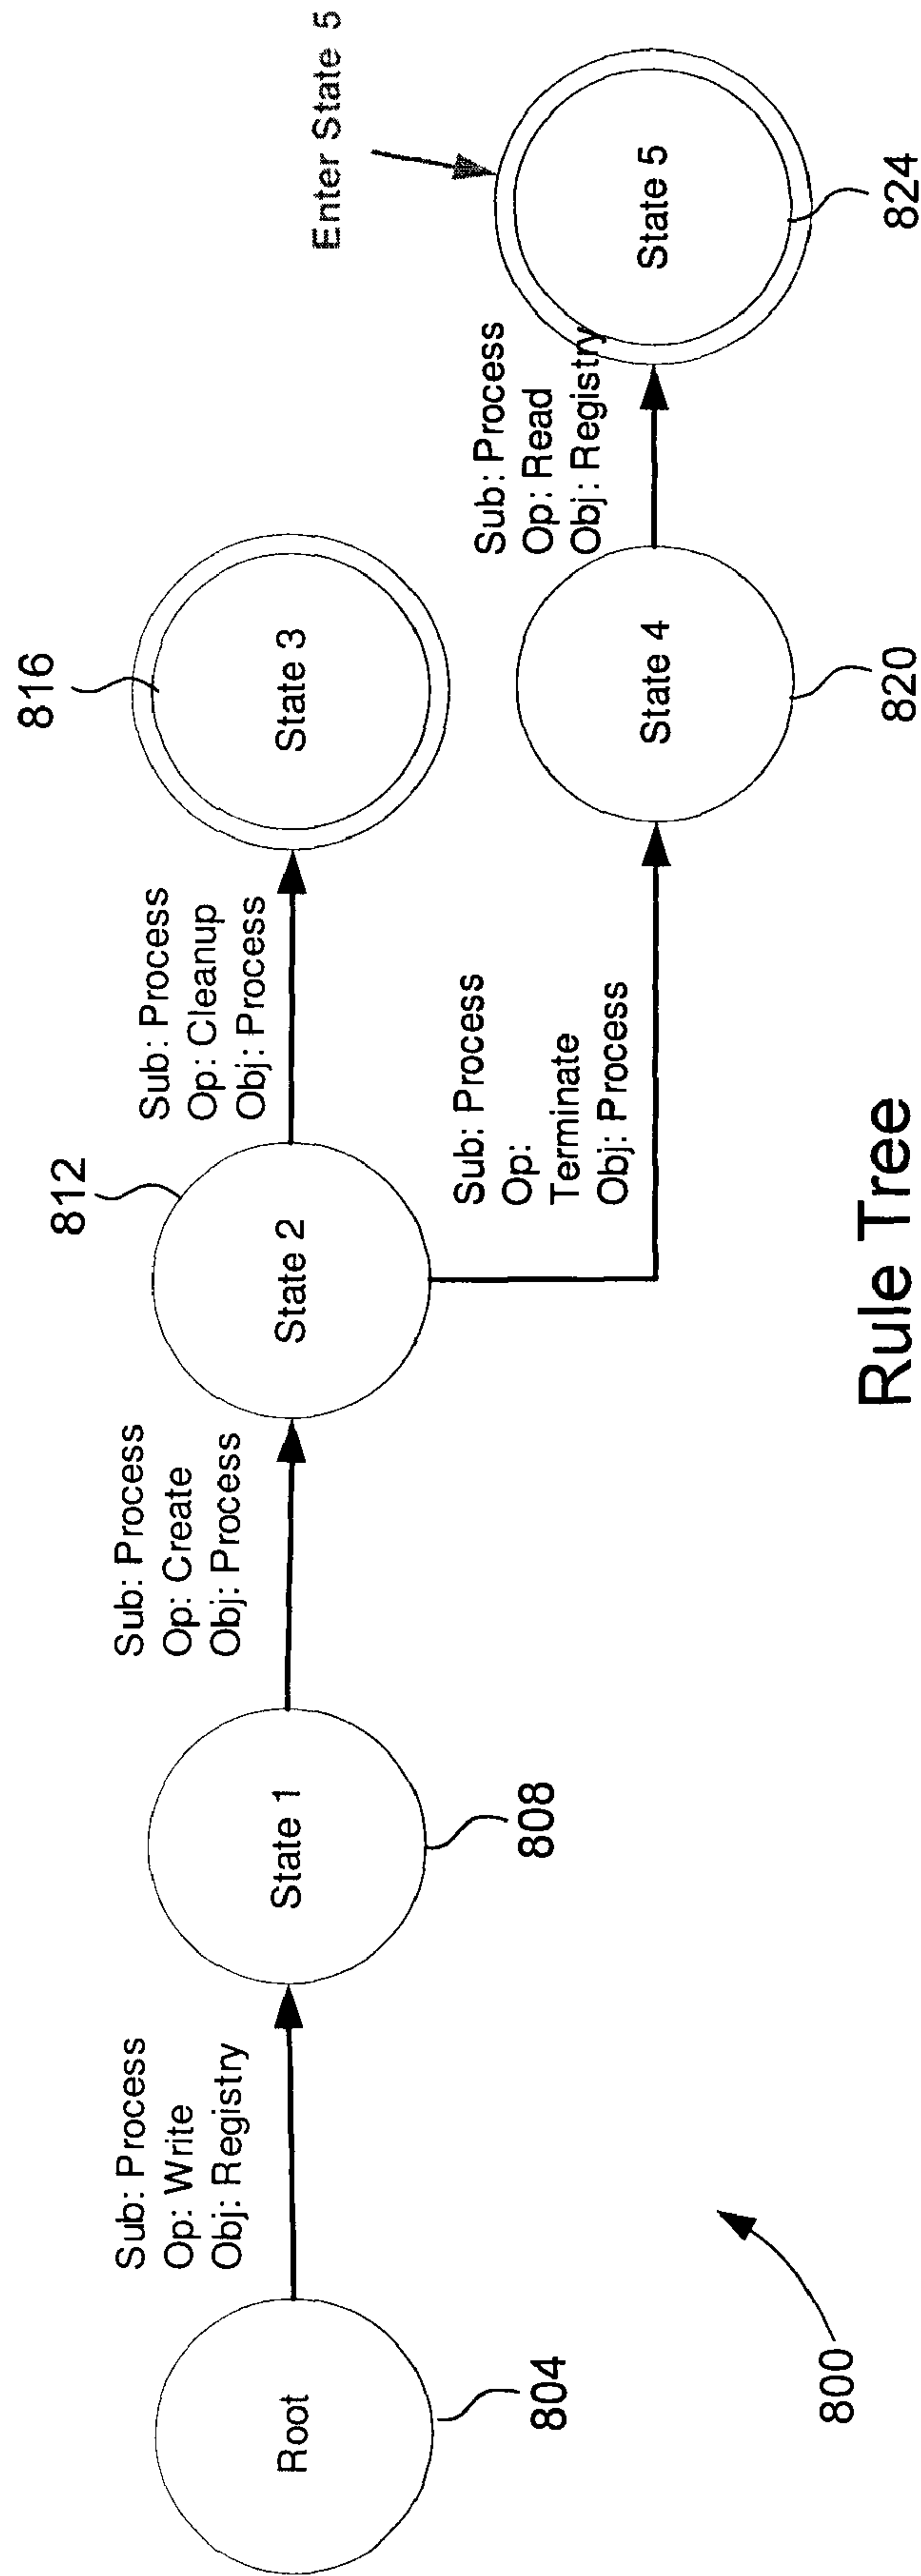 Root
804
Sub: Process
Op: Write
Obj: Registry
State 1
808
Sub: Process
Op: Create
Obj: Process
812
State 2
Sub: Process
Op: Cleanup
Obj: Process
816
State 3
Sub: Process
Op:
Terminate
Obj: Process
State 4
820
Sub: Process
Op: Read
Obj: Registry
Enter State 5
State 5
824
800
Rule Tree